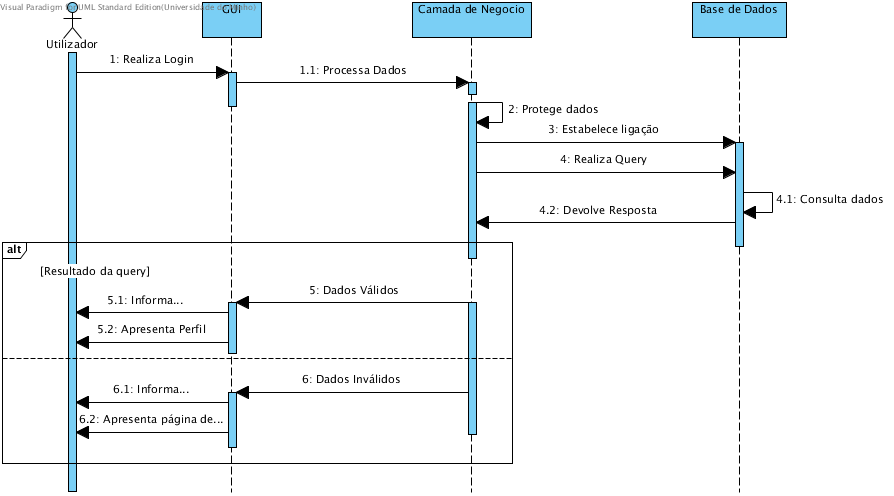 Visual Paradigm for UML Standard Edition(Universidade do Minho)
GUI
Camada de Negocio
Base de Dados
Utilizador
1: Realiza Login
1.1: Processa Dados
2: Protege dados
3: Estabelece ligação
4: Realiza Query
4.1: Consulta dados
4.2: Devolve Resposta
alt
[Resultado da query]
5: Dados Válidos
5.1: Informa...
5.2: Apresenta Perfil
6: Dados Inválidos
6.1: Informa...
6.2: Apresenta página de...